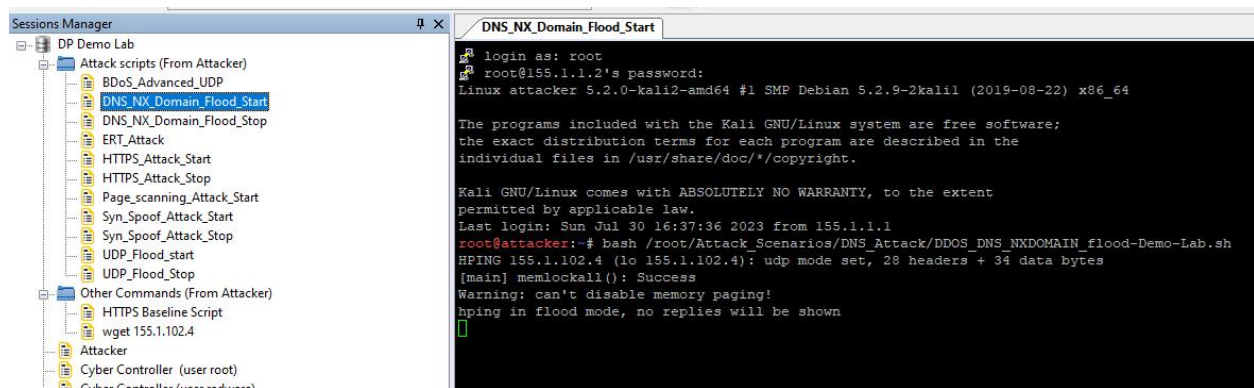 Sessions Manager
DP Demo Lab
Attack scripts (From Attacker)
BDoS_Advanced_UDP
DNS_NX_Domain_Flood_Start
DNS_NX_Domain_Flood_Stop
ERT_Attack
HTTPS_Attack_Start
HTTPS_Attack_Stop
Page_scanning_Attack_Start
Syn_Spoof_Attack_Start
Syn_Spoof_Attack_Stop
UDP_Flood_start
UDP_Flood_Stop
Other Commands (From Attacker)
HTTPS Baseline Script
wget 155.1.102.4
Attacker
Cyber Controller (user root)
Cyber Controller (user radware)
DNS_NX_Domain_Flood_Start
login as: root
root@155.1.1.2's password:
Linux attacker 5.2.0-kali2-amd64 #1 SMP Debian 5.2.9-2kali1 (2019-08-22) x86_64
The programs included with the Kali GNU/Linux system are free software;
the exact distribution terms for each program are described in the
individual files in /usr/share/doc/*/copyright.
Kali GNU/Linux comes with ABSOLUTELY NO WARRANTY, to the extent
permitted by applicable law.
Last login: Sun Jul 30 16:37:36 2023 from 155.1.1.1
root@attacker:~# bash /root/Attack_Scenarios/DNS_Attack/DDOS_DNS_NXDOMAIN_flood-Demo-Lab.sh
HPING 155.1.102.4 (lo 155.1.102.4): udp mode set, 28 headers + 34 data bytes
[main] memlockall(): Success
Warning: can't disable memory paging!
hping in flood mode, no replies will be shown